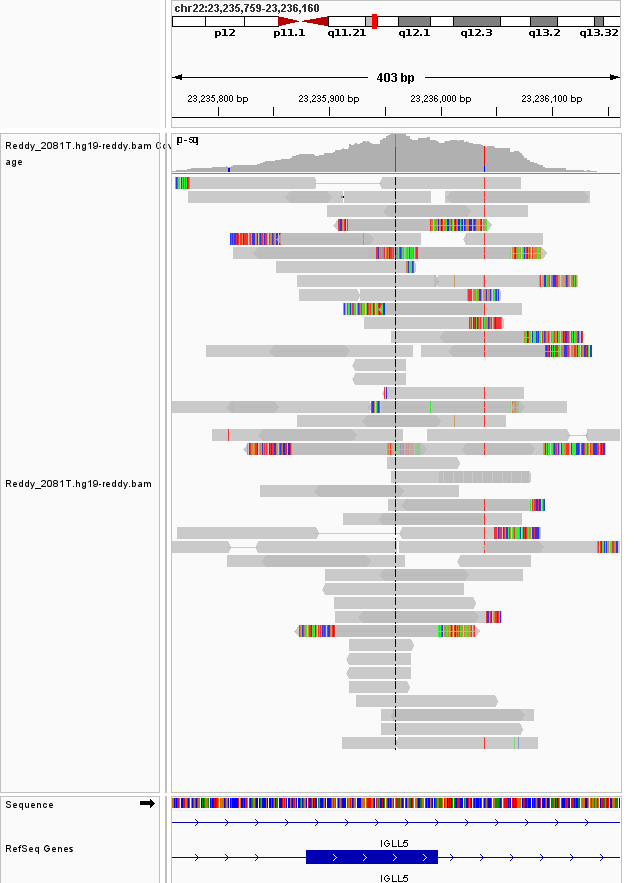 chr22:23,235,759-23,236,160
p12 p11.1 q11.21 q12.1 q12.3 q13.2 q13.32
403 bp
23,235,800 bp 23,235,900 bp 23,236,000 bp 23,236,100 bp
Reddy_2081T.hg19-reddy.bam Cov
age
Reddy_2081T.hg19-reddy.bam
Sequence
IGLL5
RefSeq Genes
IGLL5